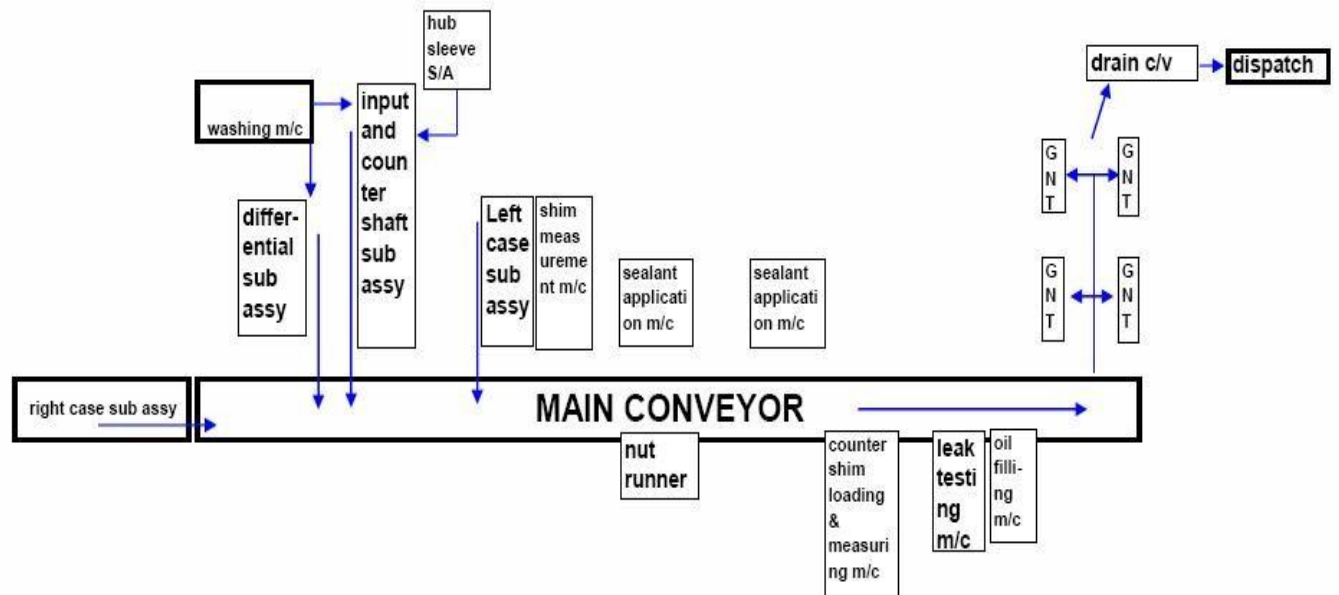 hub
sleeve
S/A
drain c/v
dispatch
washing m/c
input
and
coun
ter
shaft
sub
assy
G
N
T
G
N
T
differ-
ential
sub
assy
Left
case
sub
assy
shim
meas
ureme
nt m/c
sealant
applicati
on m/c
sealant
applicati
on m/c
G
N
T
G
N
T
right case sub assy
MAIN CONVEYOR
nut
runner
counter
shim
loading
&
measuri
ng m/c
leak
testi
ng
m/c
oil
filli-
ng
m/c